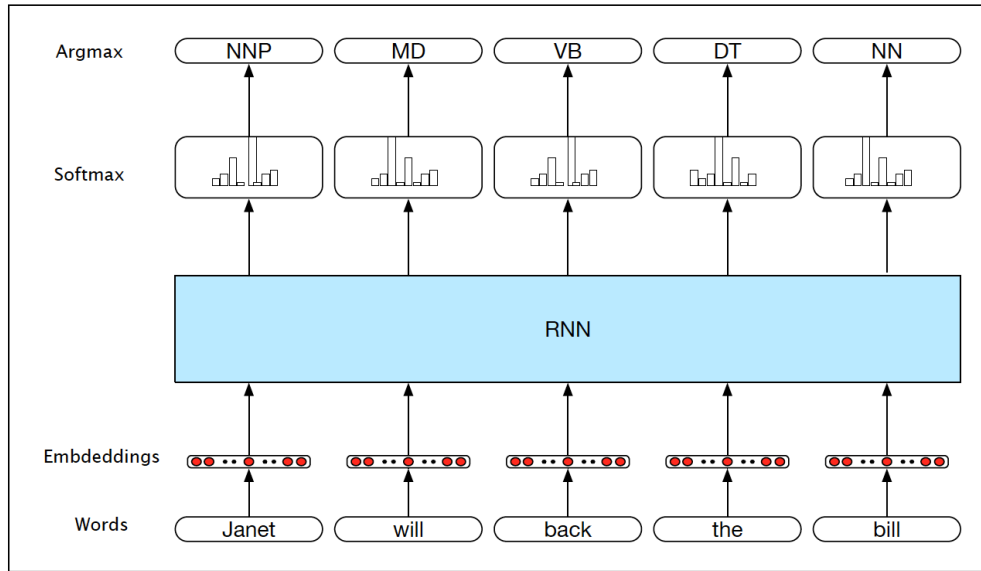 Argmax NNP MD VB DT NN
Softmax
RNN
Embdeddings
Words Janet will back the bill